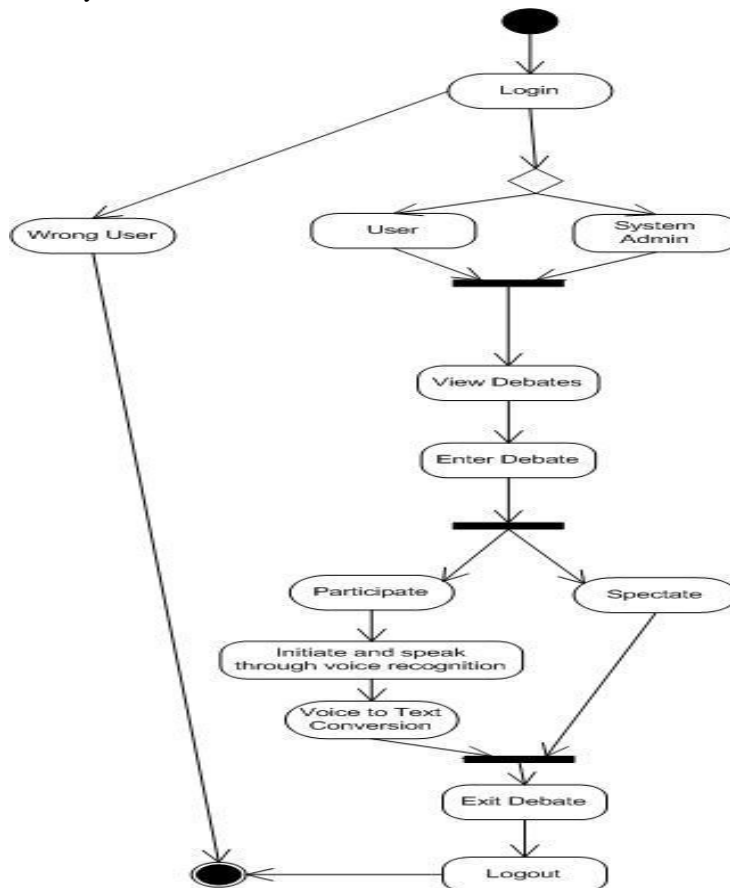 Login
Wrong User
User
System
Admin
View Debates
Enter Debate
Participate
Spectate
Initiate and speak
through voice recognition
Voice to Text
Conversion
Exit Debate
Logout